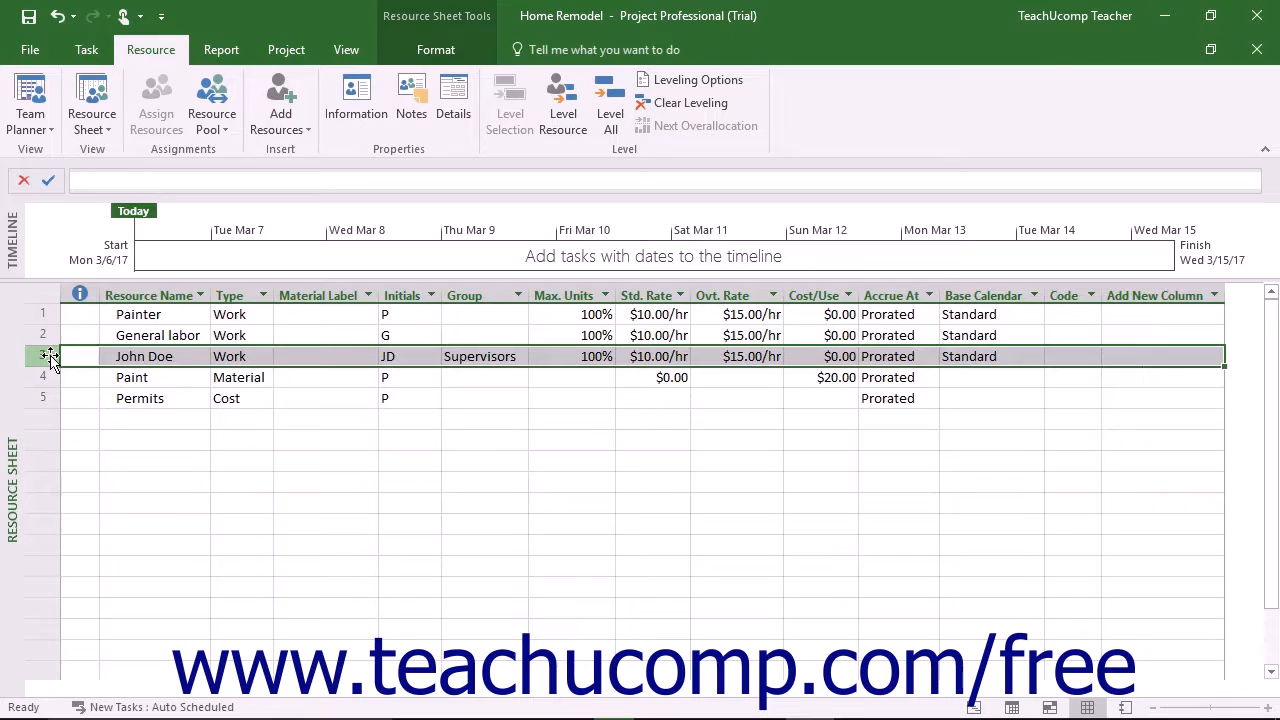 Resource Sheet Tools
Home Remodel - Project Professional (Trial)
TeachUcomp Teacher
File Task Resource Report Project View Format Tell me what you want to do
Team Planner
Resource Sheet
Assign Resources
Resource Pool
Add Resources
Information
Notes
Details
Level Selection
Level Resource
Level All
Leveling Options
Clear Leveling
Next Overallocation
View View Assignments Insert Properties Level
TIMELINE
Today
Tue Mar 7 Wed Mar 8 Thu Mar 9 Fri Mar 10 Sat Mar 11 Sun Mar 12 Mon Mar 13 Tue Mar 14 Wed Mar 15
Start
Mon 3/6/17
Add tasks with dates to the timeline
Finish
Wed 3/15/17
RESOURCE SHEET
Resource Name Type Material Label Initials Group Max. Units Std. Rate Ovt. Rate Cost/Use Accrue At Base Calendar Code Add New Column
1 Painter Work P 100% $10.00/hr $15.00/hr $0.00 Prorated Standard
2 General labor Work G 100% $10.00/hr $15.00/hr $0.00 Prorated Standard
3 John Doe Work JD Supervisors 100% $10.00/hr $15.00/hr $0.00 Prorated Standard
4 Paint Material P $0.00 $20.00 Prorated
5 Permits Cost P Prorated
www.teachucomp.com/free
Ready New Tasks : Auto Scheduled